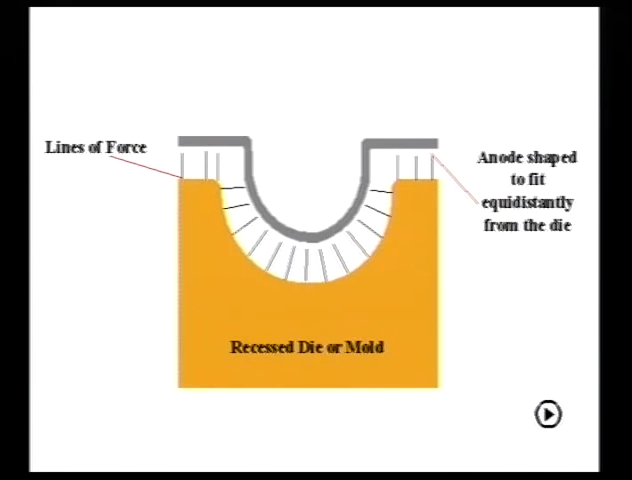 Lines of Force
Anode shaped
to fit
equidistantly
from the die
Recessed Die or Mold